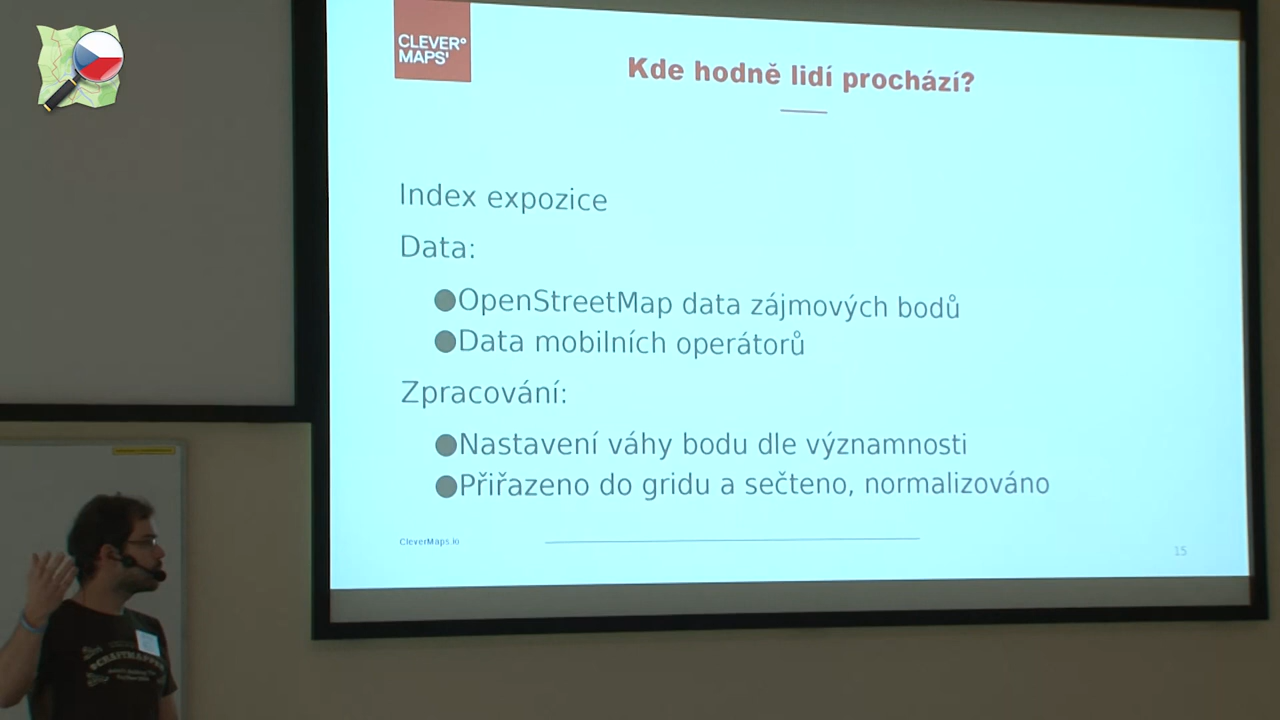 CLEVER°
MAPS'
Kde hodně lidí prochází?
Index expozice
Data:
●OpenStreetMap data zájmových bodů
●Data mobilních operátorů
Zpracování:
●Nastavení váhy bodu dle významnosti
●Přiřazeno do gridu a sečteno, normalizováno
CleverMaps.io
15